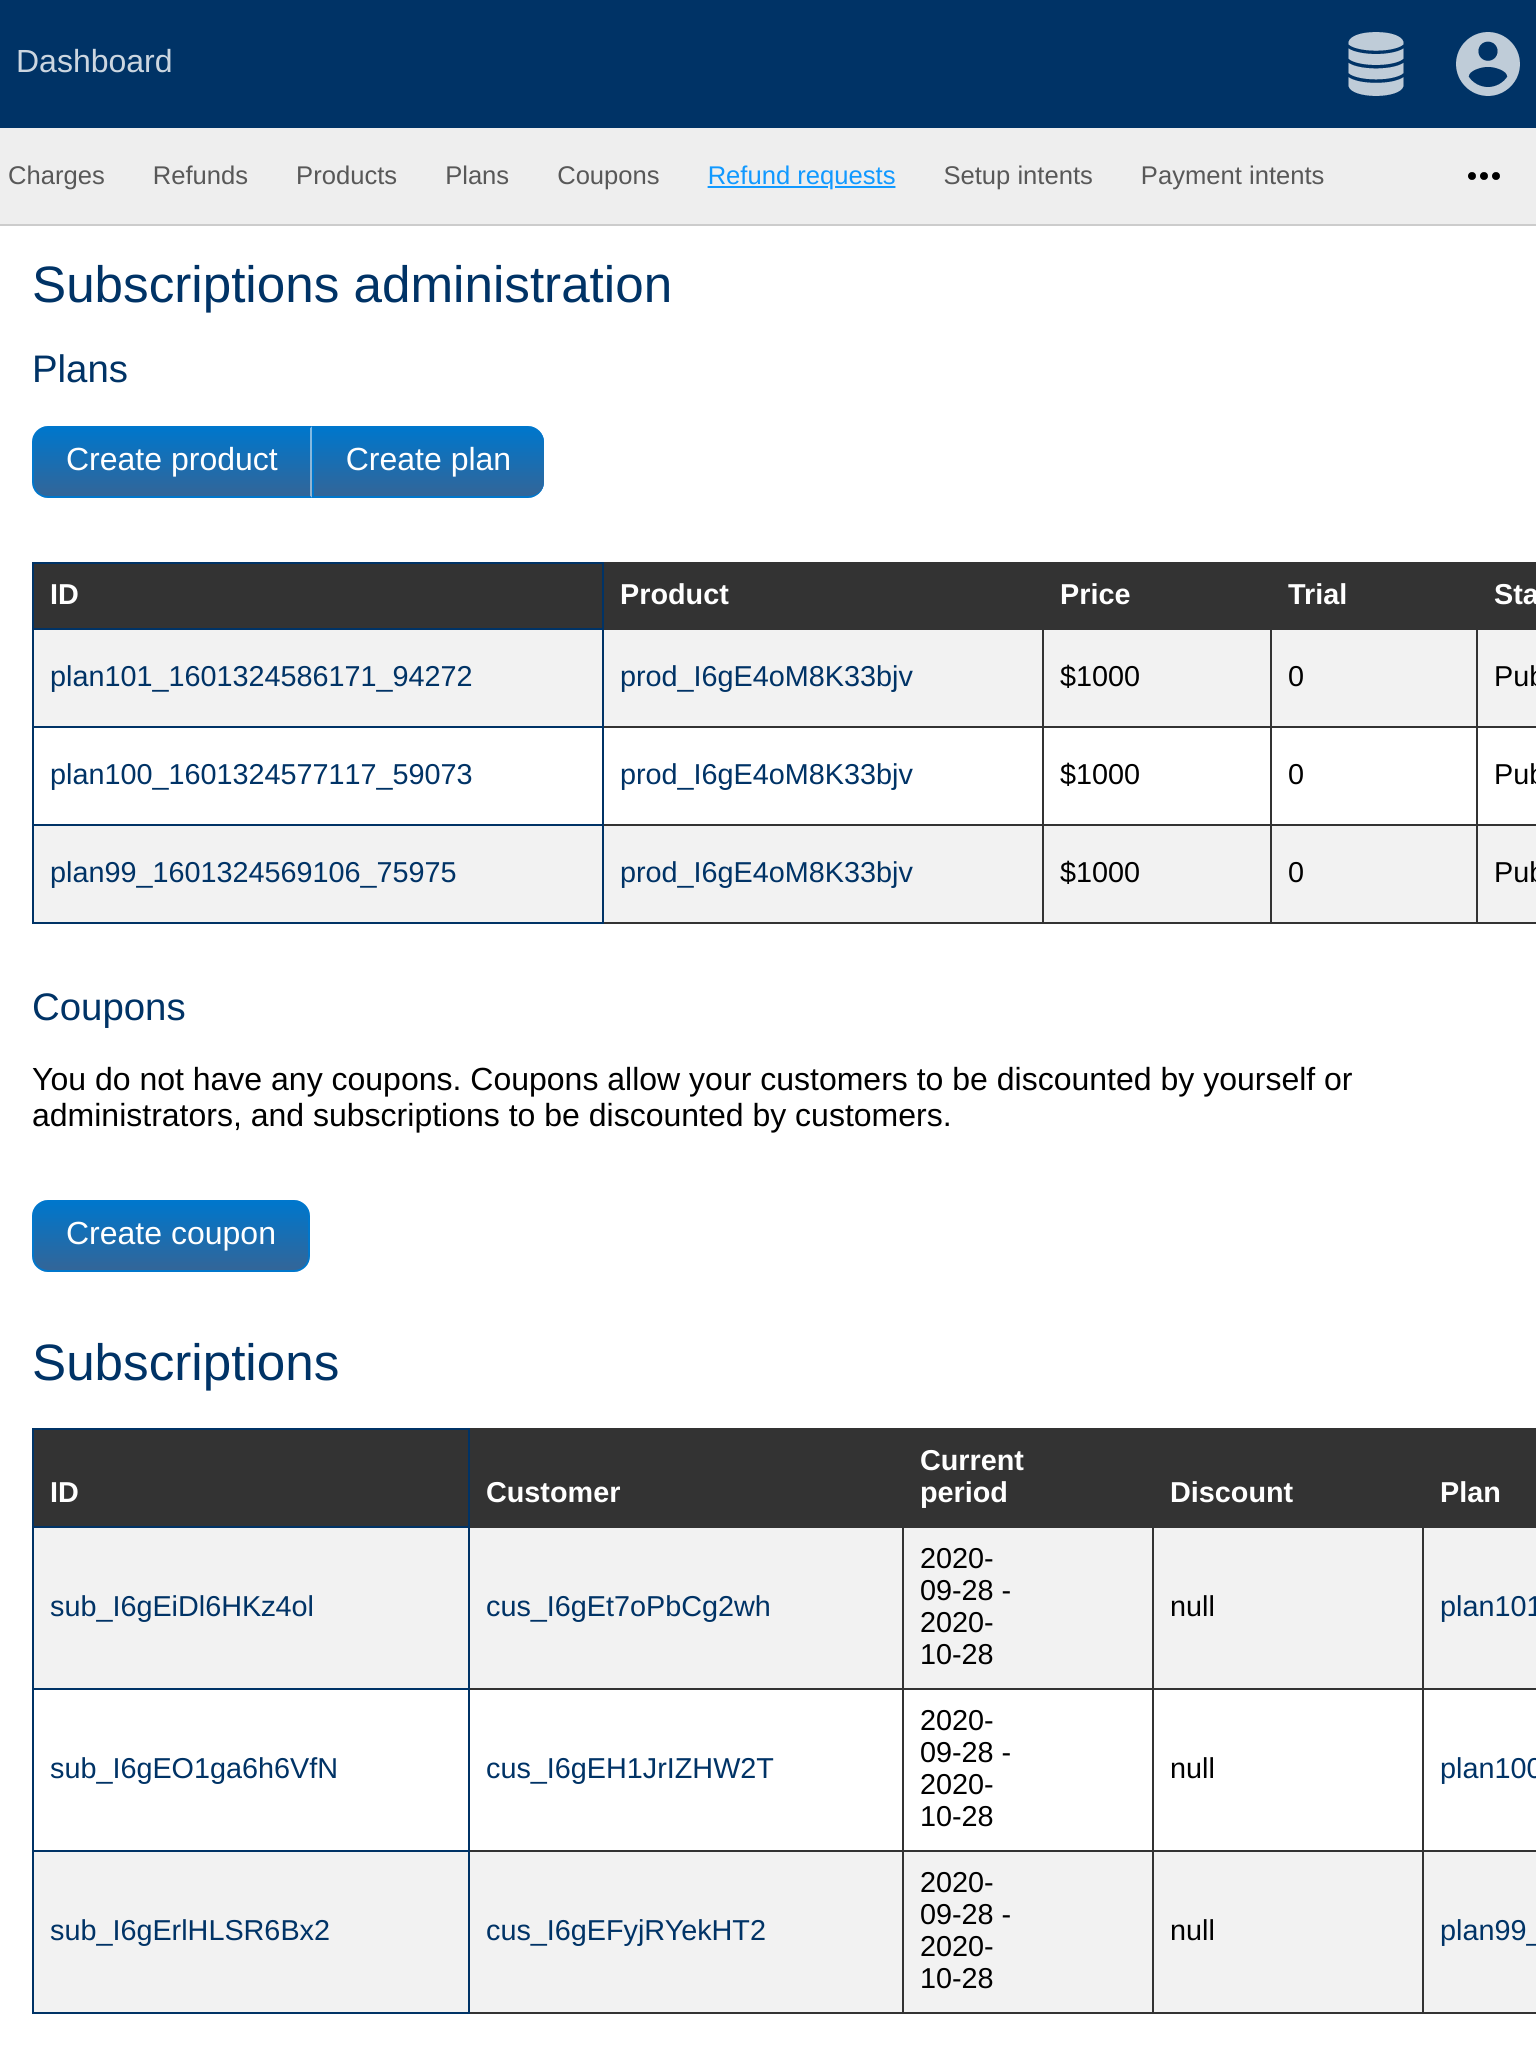 Dashboard
Charges Refunds Products Plans Coupons Refund requests Setup intents Payment intents
Subscriptions administration
Plans
Create product Create plan
ID Product Price Trial Sta
plan101_1601324586171_94272 prod_I6gE4oM8K33bjv $1000 0 Pub
plan100_1601324577117_59073 prod_I6gE4oM8K33bjv $1000 0 Pub
plan99_1601324569106_75975 prod_I6gE4oM8K33bjv $1000 0 Pub
Coupons
You do not have any coupons. Coupons allow your customers to be discounted by yourself or
administrators, and subscriptions to be discounted by customers.
Create coupon
Subscriptions
ID Customer Current
period Discount Plan
sub_I6gEiDl6HKz4ol cus_I6gEt7oPbCg2wh 2020-
09-28 -
2020-
10-28 null plan101
sub_I6gEO1ga6h6VfN cus_I6gEH1JrIZHW2T 2020-
09-28 -
2020-
10-28 null plan100
sub_I6gErlHLSR6Bx2 cus_I6gEFyjRYekHT2 2020-
09-28 -
2020-
10-28 null plan99_